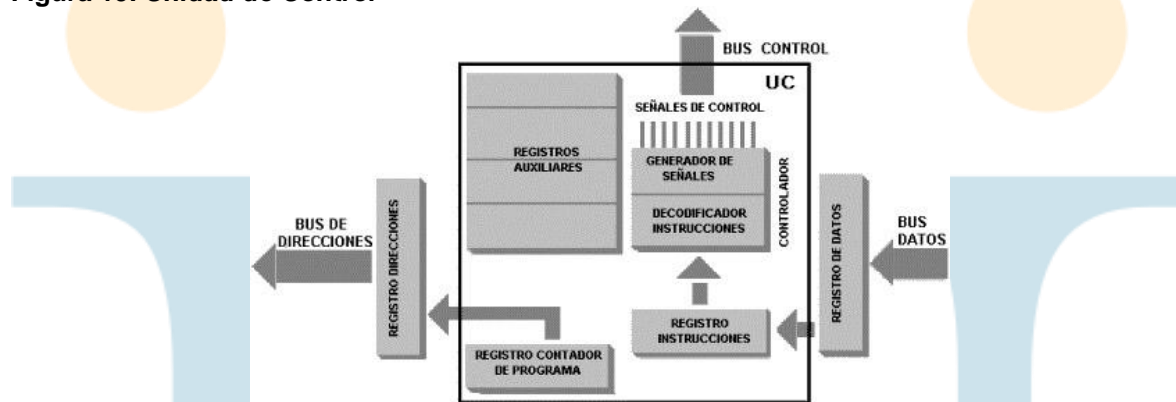 BUS CONTROL
UC
SEÑALES DE CONTROL
REGISTROS
AUXILIARES
GENERADOR DE
SEÑALES
DECODIFICADOR
INSTRUCCIONES
CONTROLADOR
BUS DE
DIRECCIONES
REGISTRO DIRECCIONES
REGISTRO DE DATOS
BUS
DATOS
REGISTRO
INSTRUCCIONES
REGISTRO CONTADOR
DE PROGRAMA